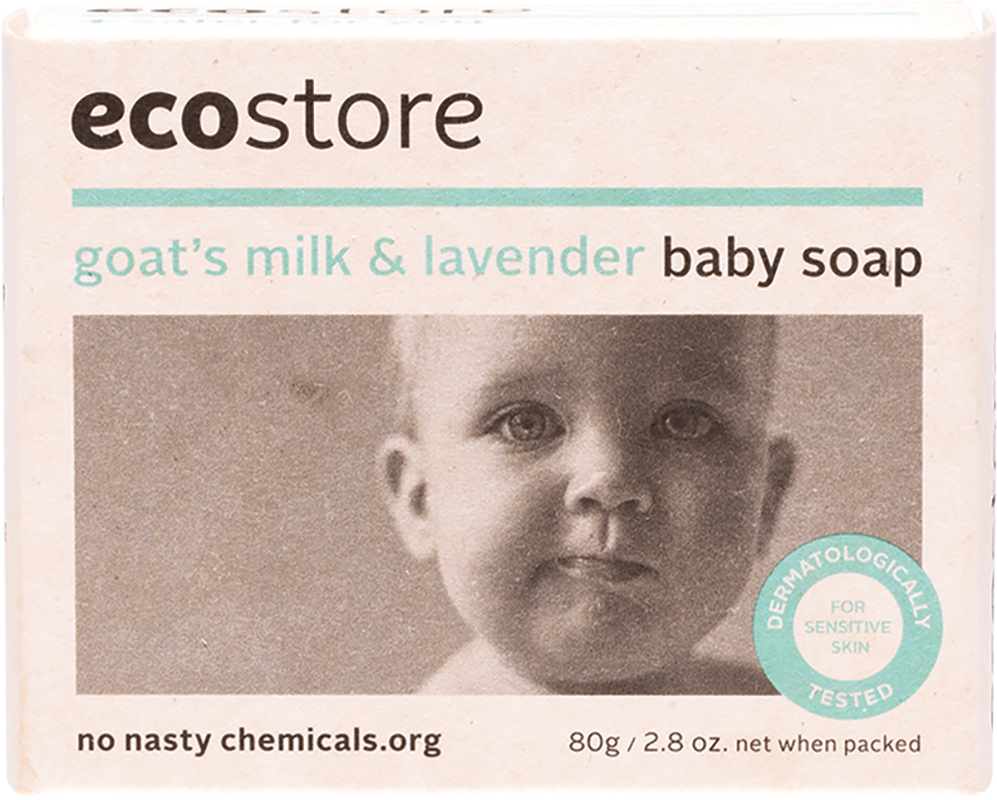 ecostore
goat's milk & lavender baby soap
DERMATOLOGICALLY
FOR
SENSITIVE
SKIN
TESTED
no nasty chemicals.org
80g / 2.8 oz. net when packed